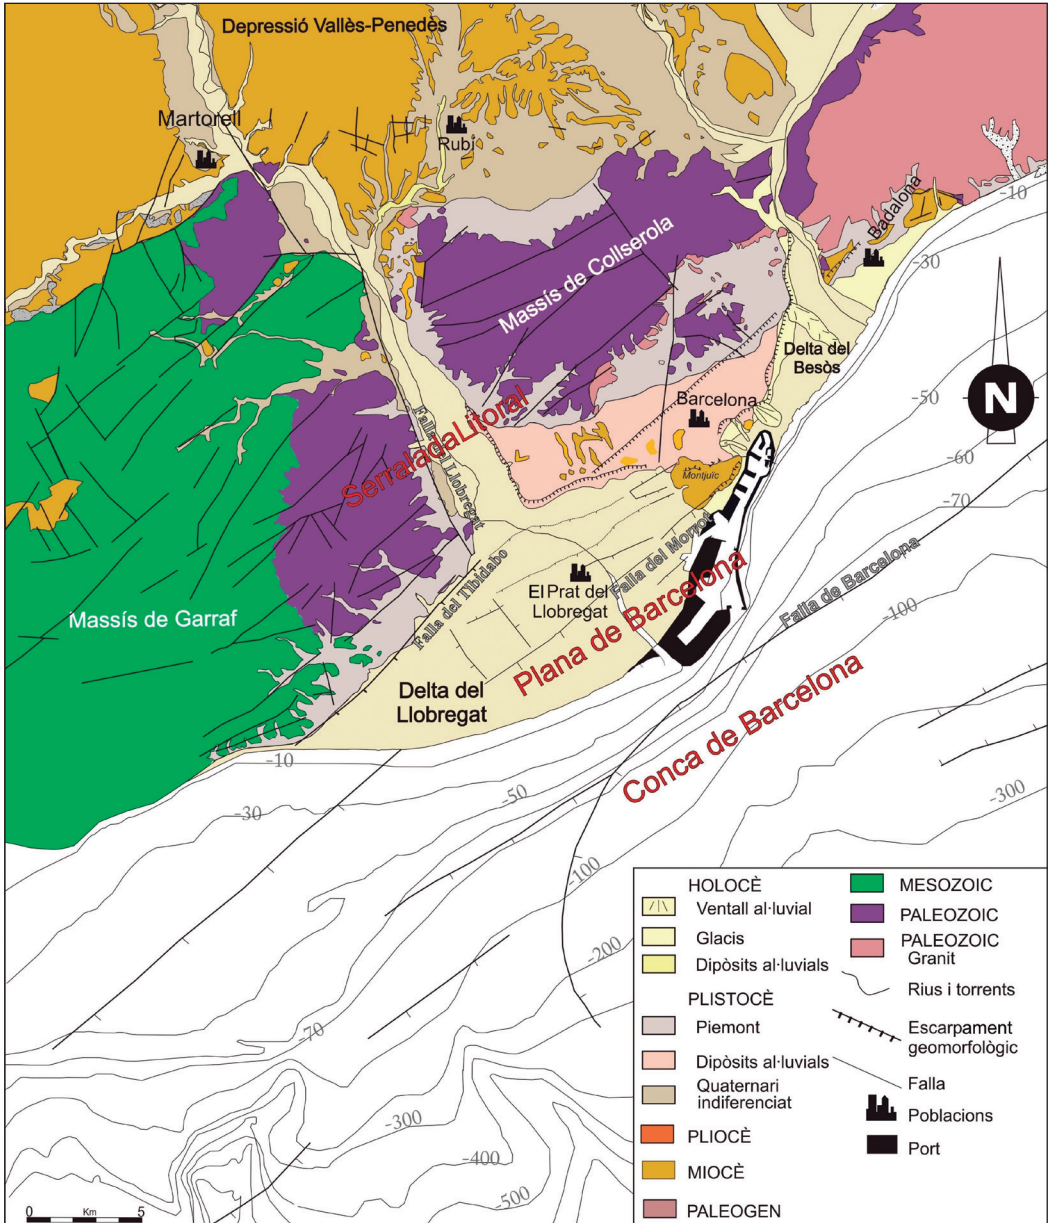 Depressió Vallès-Penedès
Martorell
Rubí
Badalona
-10
-30
Massís de Collserola
Delta del
Besòs
-50
N
Barcelona
Serralada Litoral
Falla del Llobregat
Montjuïc
-60
-70
Falla del Morrot
Falla de Barcelona
Falla del Tibidabo
El Prat del
Llobregat
-100
Massís de Garraf
Plana de Barcelona
Delta del
Llobregat
Conca de Barcelona
-10
-30
-50
-300
-100
-200
-70
-300
-400
-500
0 Km 5
HOLOCÈ
Ventall al·luvial
Glacis
Dipòsits al·luvials
PLISTOCÈ
Piemont
Dipòsits al·luvials
Quaternari
indiferenciat
PLIOCÈ
MIOCÈ
PALEOGEN
MESOZOIC
PALEOZOIC
PALEOZOIC
Granit
Rius i torrents
Escarpament
geomorfològic
Falla
Poblacions
Port